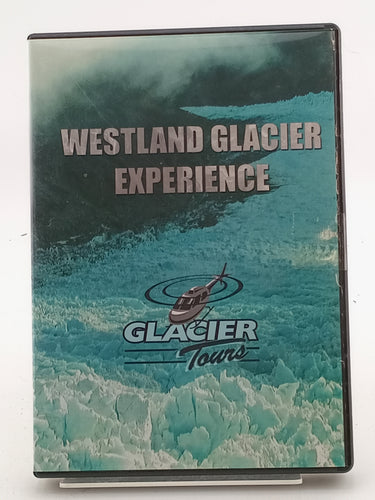 WESTLAND GLACIER
EXPERIENCE
GLACIER
Tours